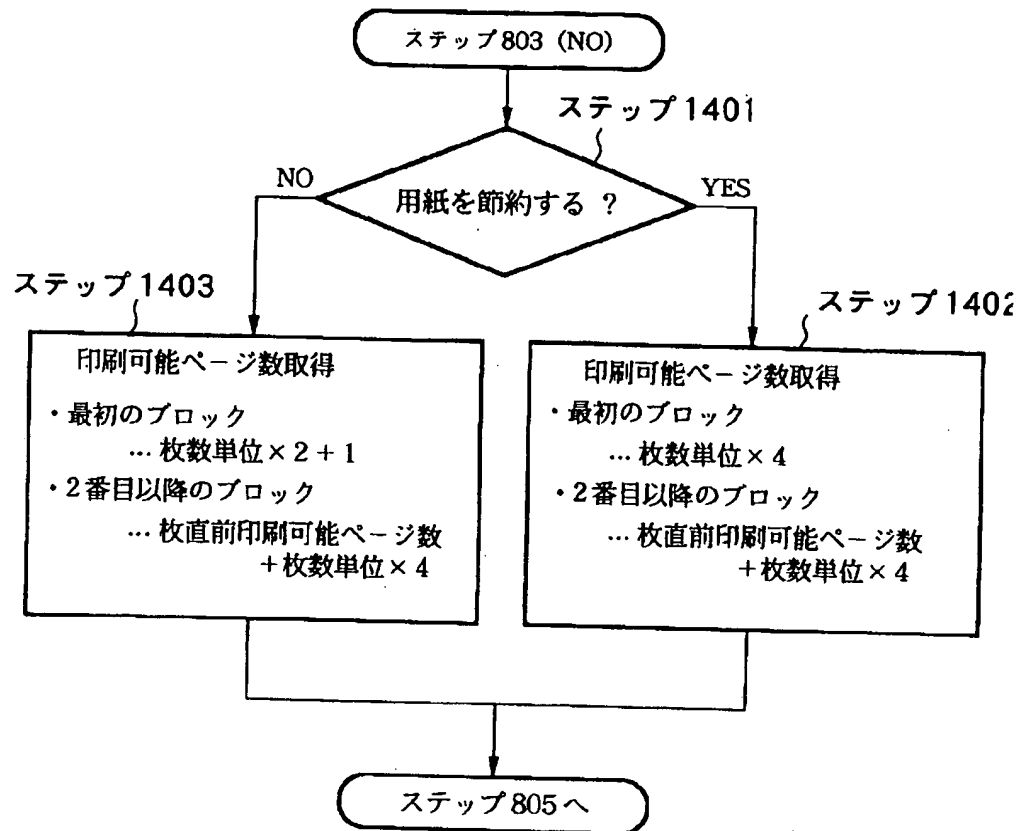 ステップ803 (NO)
ステップ1401
用紙を節約する ?
NO
YES
ステップ1403
印刷可能ページ数取得
・最初のブロック
… 枚数単位×2+1
・2番目以降のブロック
… 枚直前印刷可能ページ数
+枚数単位×4
ステップ1402
印刷可能ページ数取得
・最初のブロック
… 枚数単位×4
・2番目以降のブロック
… 枚直前印刷可能ページ数
+枚数単位×4
ステップ805へ